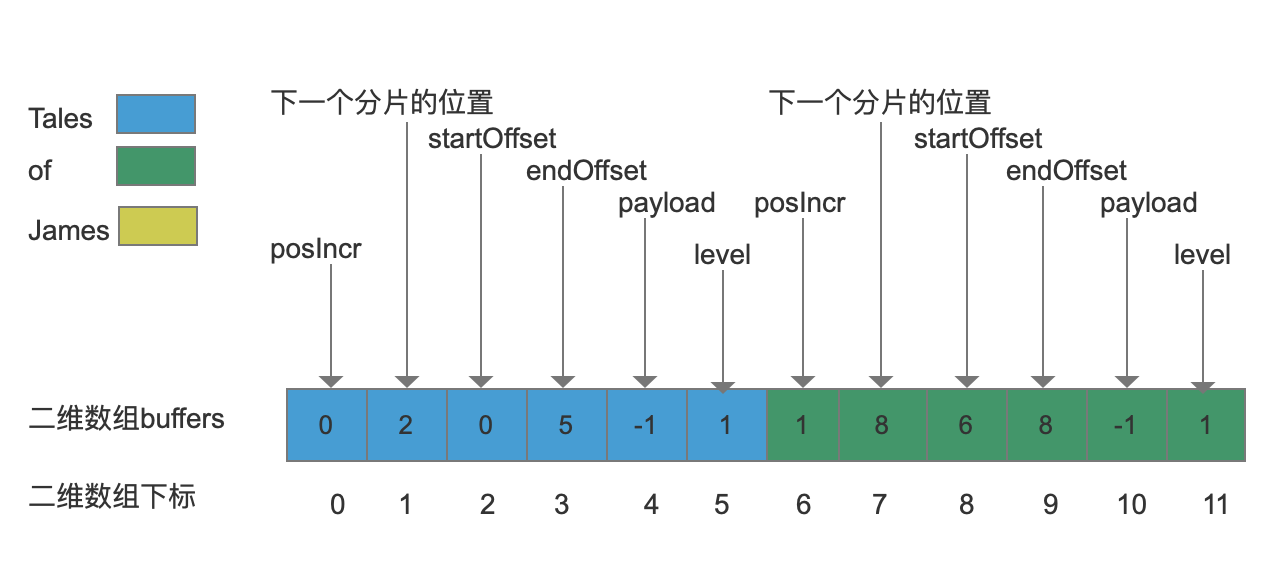 Tales
of
James
下一个分片的位置 下一个分片的位置
startOffset startOffset
endOffset endOffset
payload posIncr payload
posIncr level level
二维数组buffers 0 2 0 5 -1 1 1 8 6 8 -1 1
二维数组下标 0 1 2 3 4 5 6 7 8 9 10 11